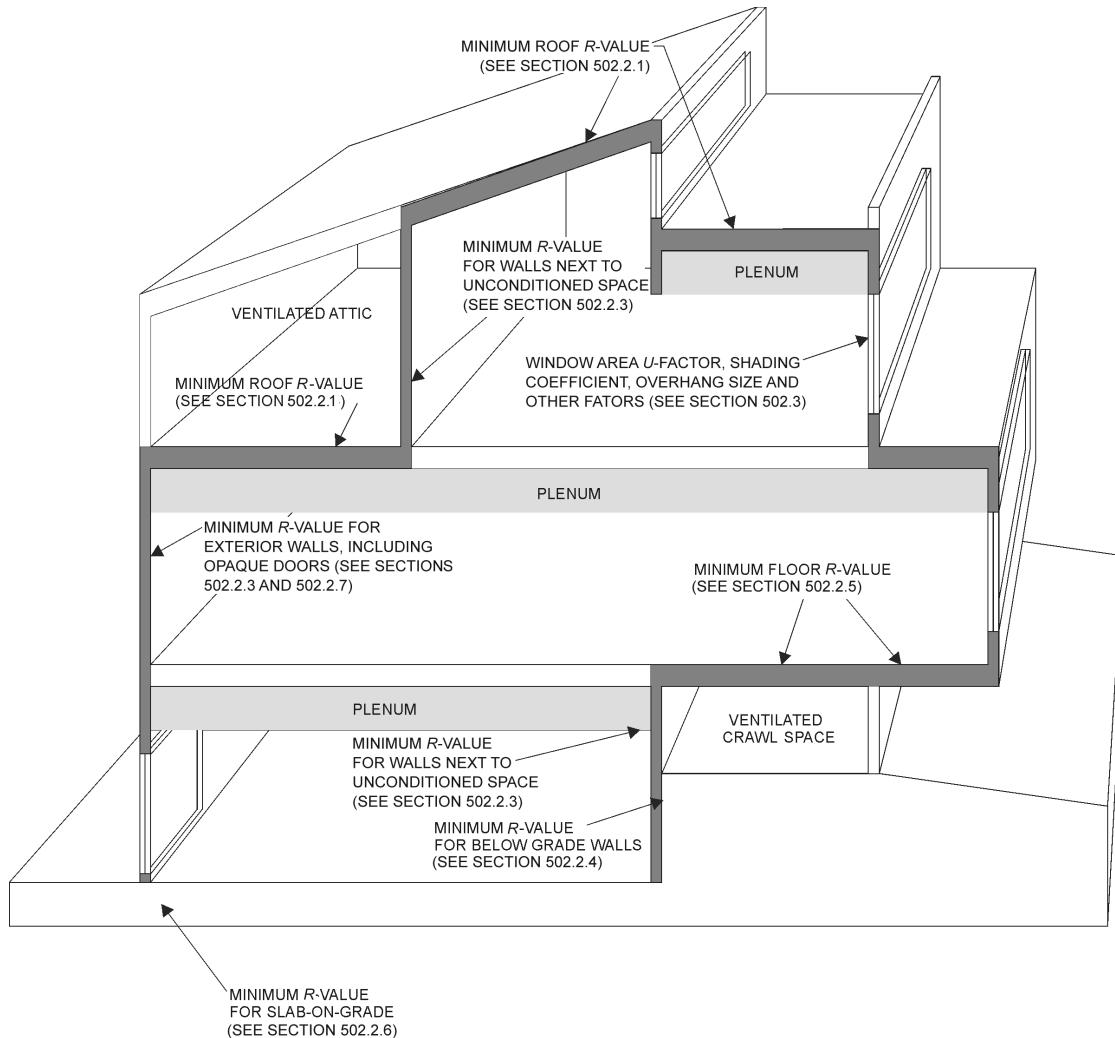 MINIMUM ROOF R-VALUE
(SEE SECTION 502.2.1)
MINIMUM R-VALUE
FOR WALLS NEXT TO
UNCONDITIONED SPACE
(SEE SECTION 502.2.3)
PLENUM
VENTILATED ATTIC
WINDOW AREA U-FACTOR, SHADING
COEFFICIENT, OVERHANG SIZE AND
OTHER FATORS (SEE SECTION 502.3)
MINIMUM ROOF R-VALUE
(SEE SECTION 502.2.1)
PLENUM
MINIMUM R-VALUE FOR
EXTERIOR WALLS, INCLUDING
OPAQUE DOORS (SEE SECTIONS
502.2.3 AND 502.2.7)
MINIMUM FLOOR R-VALUE
(SEE SECTION 502.2.5)
PLENUM
VENTILATED
CRAWL SPACE
MINIMUM R-VALUE
FOR WALLS NEXT TO
UNCONDITIONED SPACE
(SEE SECTION 502.2.3)
MINIMUM R-VALUE
FOR BELOW GRADE WALLS
(SEE SECTION 502.2.4)
MINIMUM R-VALUE
FOR SLAB-ON-GRADE
(SEE SECTION 502.2.6)